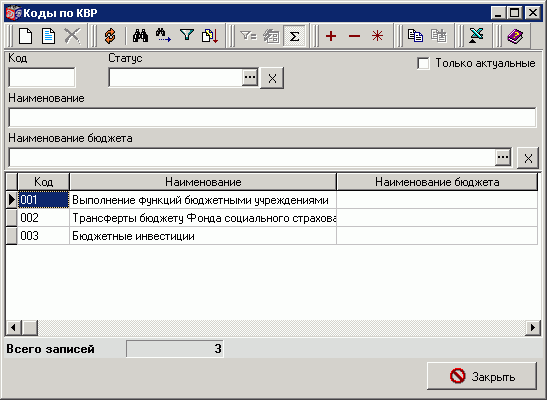 Коды по КВР
Код Статус Только актуальные
Наименование
Наименование бюджета
Код Наименование Наименование бюджета
001 Выполнение функций бюджетными учреждениями
002 Трансферты бюджету Фонда социального страхова
003 Бюджетные инвестиции
Всего записей 3
Закрыть